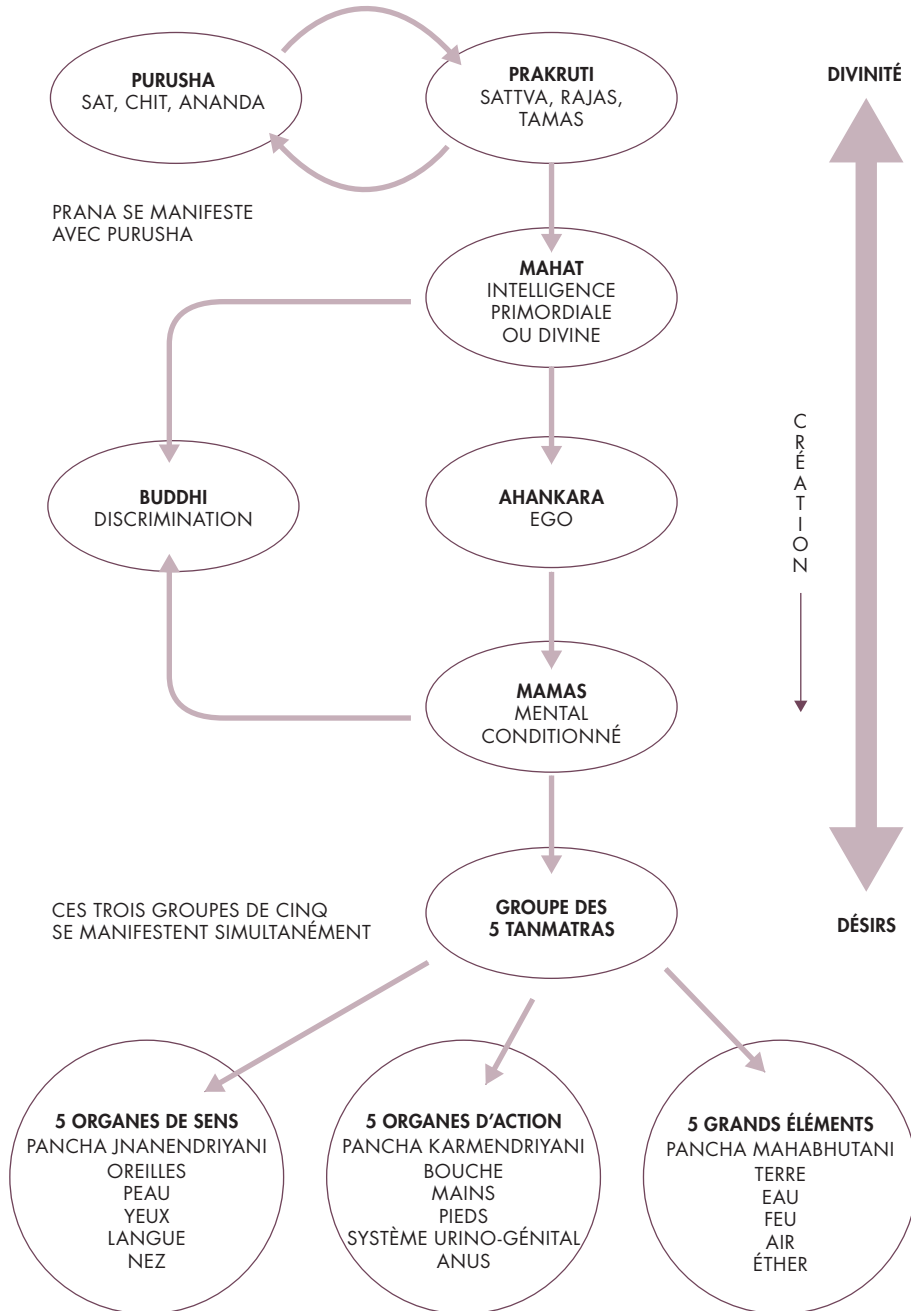 PURUSHA
SAT, CHIT, ANANDA
PRAKRUTI
SATTVA, RAJAS,
TAMAS
DIVINITÉ
PRANA SE MANIFESTE
AVEC PURUSHA
MAHAT
INTELLIGENCE
PRIMORDIALE
OU DIVINE
CRÉATION
BUDDHI
DISCRIMINATION
AHANKARA
EGO
MAMAS
MENTAL
CONDITIONNÉ
CES TROIS GROUPES DE CINQ
SE MANIFESTENT SIMULTANÉMENT
GROUPE DES
5 TANMATRAS
DÉSIRS
5 ORGANES DE SENS
PANCHA JNANENDRIYANI
OREILLES
PEAU
YEUX
LANGUE
NEZ
5 ORGANES D'ACTION
PANCHA KARMENDRIYANI
BOUCHE
MAINS
PIEDS
SYSTÈME URINO-GÉNITAL
ANUS
5 GRANDS ÉLÉMENTS
PANCHA MAHABHUTANI
TERRE
EAU
FEU
AIR
ÉTHER